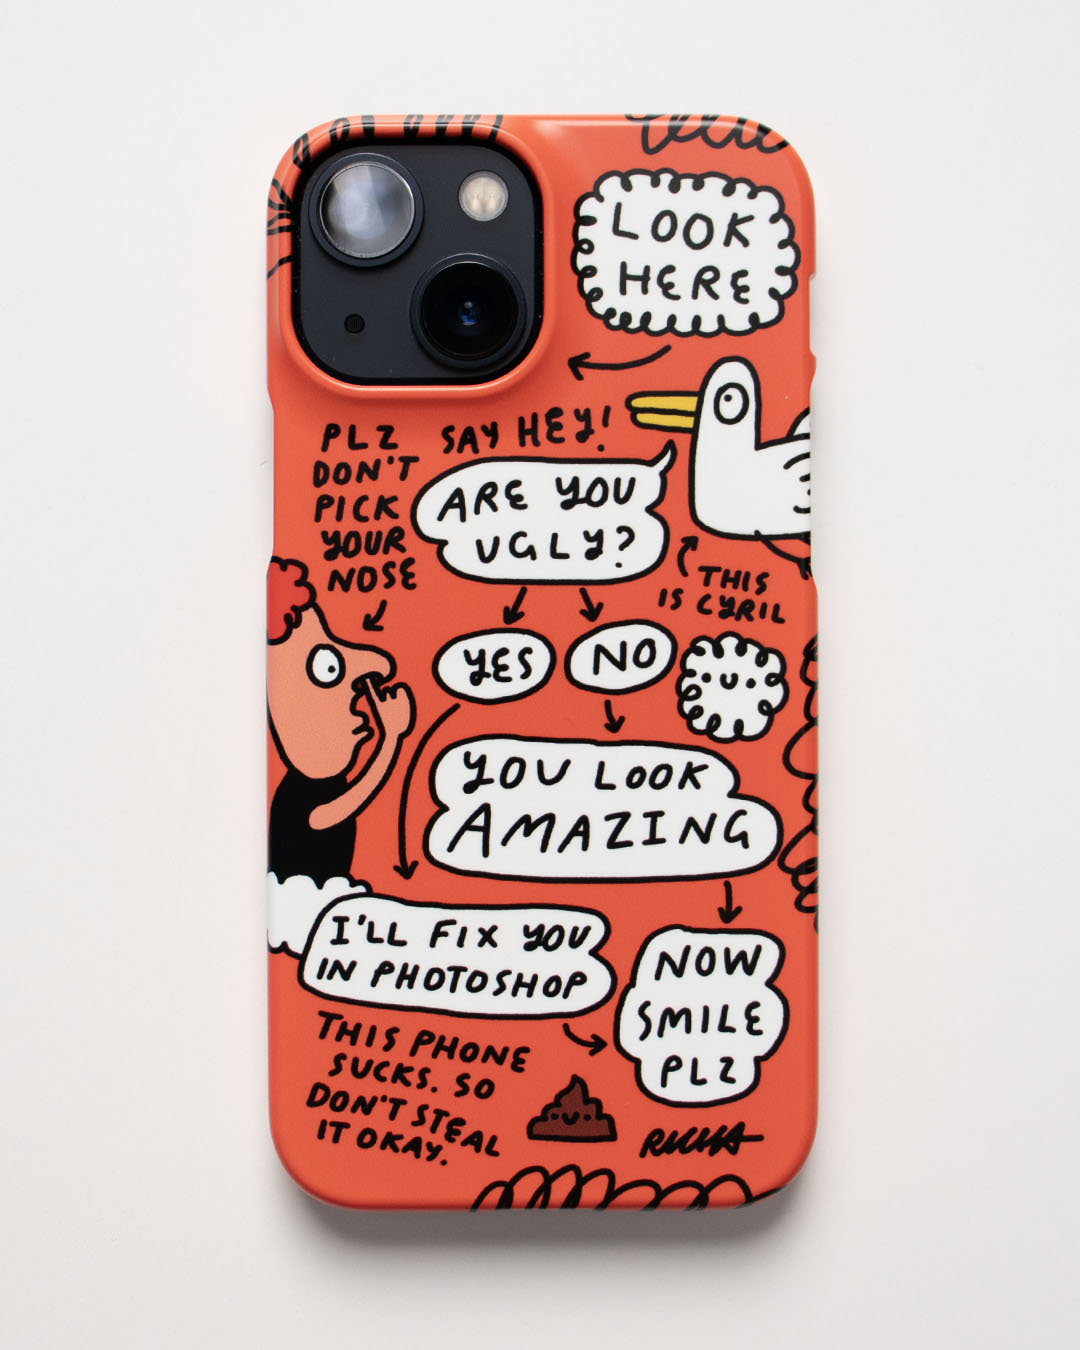 LOOK
HERE
SAY HEY!
PLZ
DON'T
PICK
YOUR
NOSE
ARE YOU
UGLY?
THIS
IS CYRIL
YES
NO
YOU LOOK
AMAZING
I'LL FIX YOU
IN PHOTOSHOP
NOW
SMILE
PLZ
THIS PHONE
SUCKS. SO
DON'T STEAL
IT OKAY.